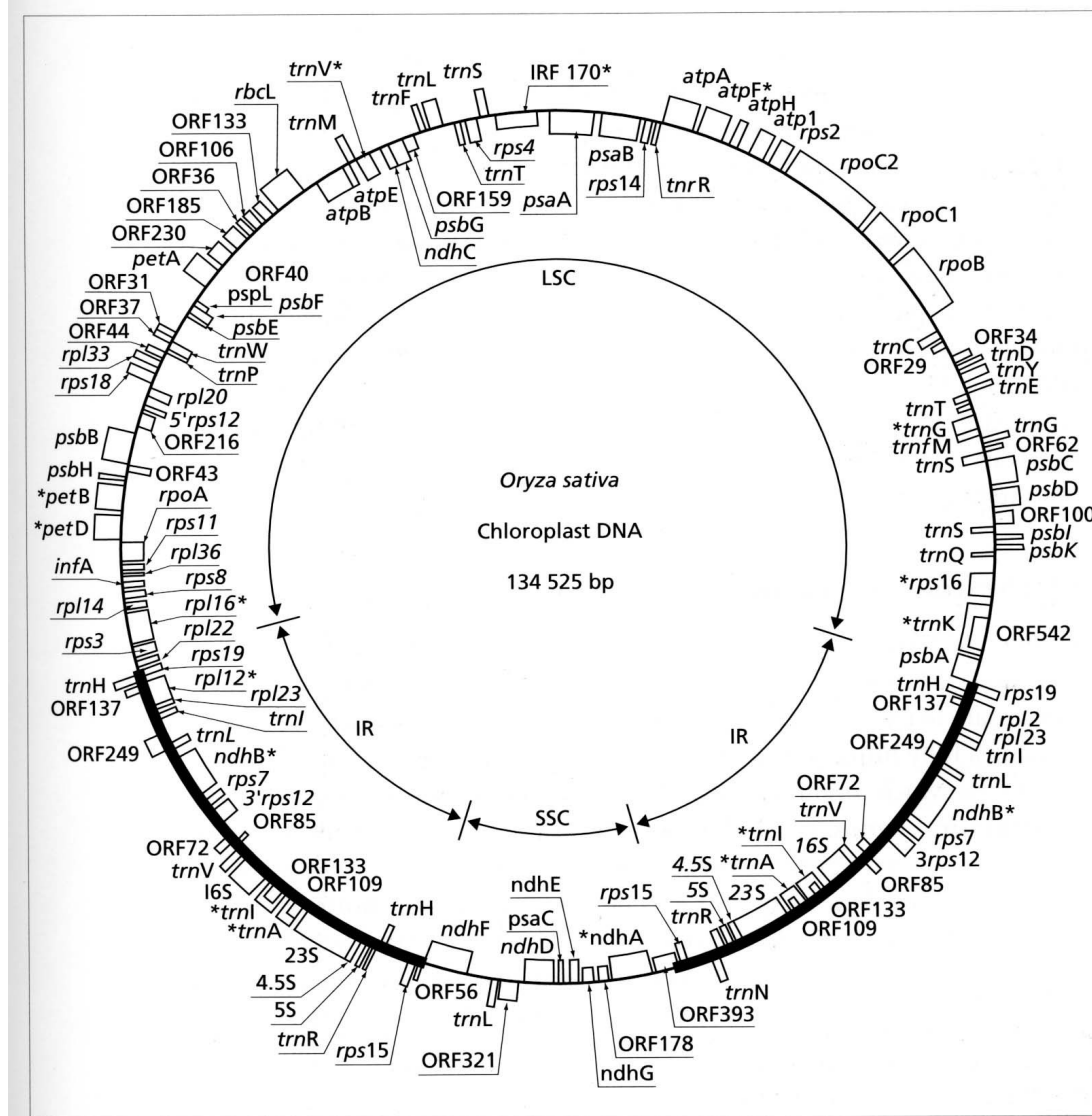 trnV*
trnL
trnS
IRF 170*
trnF
rbcL
trnM
ORF133
ORF106
ORF36
ORF185
ORF230
petA
atpB
atpE
ORF159
psbG
ndhC
trnT
rps4
psaA
psaB
rps14
tnrR
atpA
atpF*
atpH
atp1
rps2
rpoC2
rpoC1
rpoB
LSC
ORF40
pspL
psbF
psbE
trnW
trnP
ORF31
ORF37
ORF44
rpl33
rps18
rpl20
5'rps12
ORF216
psbB
ORF43
psbH
*petB
*petD
rpoA
rps11
rpl36
infA
rps8
rpl14
rpl16*
rps3
rpl22
rps19
trnH
ORF137
rpl12*
rpl23
trnI
trnC
ORF29
ORF34
trnD
trnY
trnE
trnT
*trnG
trnfM
trnS
trnG
ORF62
psbC
psbD
ORF100
trnS
psbI
psbK
trnQ
*rps16
*trnK
ORF542
psbA
trnH
ORF137
rps19
rpl2
rpl23
trnI
Oryza sativa
Chloroplast DNA
134 525 bp
IR
IR
SSC
ORF249
trnL
ndhB*
rps7
3'rps12
ORF85
ORF72
trnV
I6S
*trnI
*trnA
ORF133
ORF109
23S
4.5S
5S
trnR
trnH
rps15
ORF56
ndhF
trnL
ORF321
ndhD
psaC
ndhE
ndhG
ORF178
*ndhA
ORF393
rps15
trnN
trnR
5S
4.5S
23S
*trnA
*trnI
16S
trnV
ORF72
ORF109
ORF133
ORF85
3rps12
rps7
ndhB*
trnL
ORF249